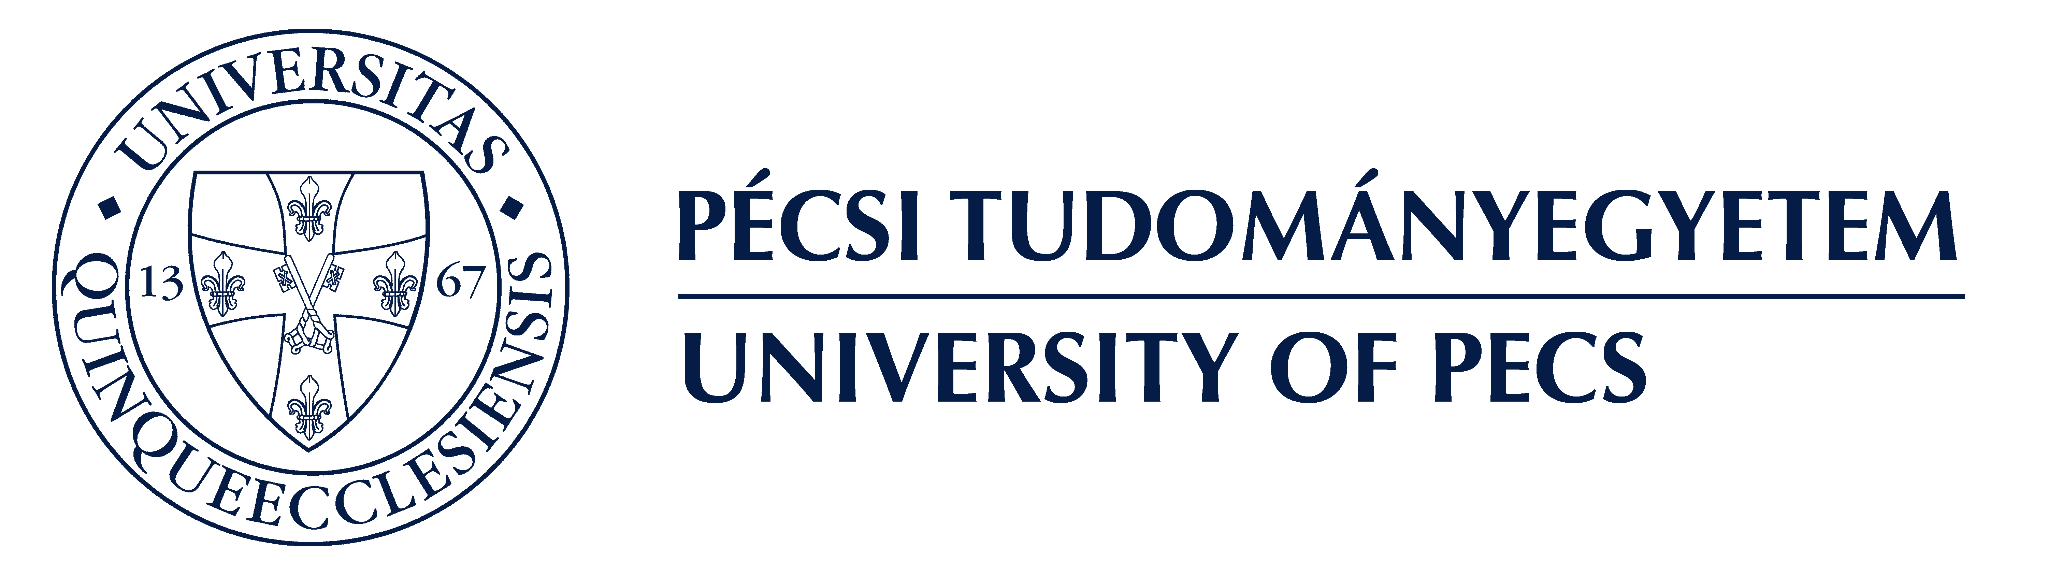 UNIVERSITAS
QUINQUEECCLESIENSIS
13 67
PÉCSI TUDOMÁNYEGYETEM
UNIVERSITY OF PECS